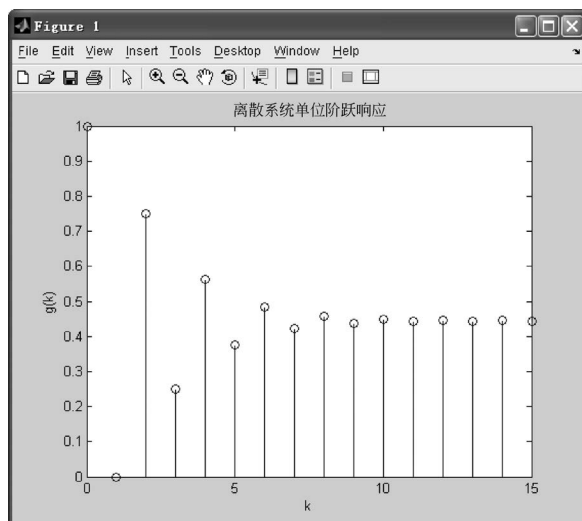 Figure 1
File Edit View Insert Tools Desktop Window Help
离散系统单位阶跃响应
1
0.9
0.8
0.7
0.6
0.5
0.4
0.3
0.2
0.1
0
g(k)
0 5 10 15
k